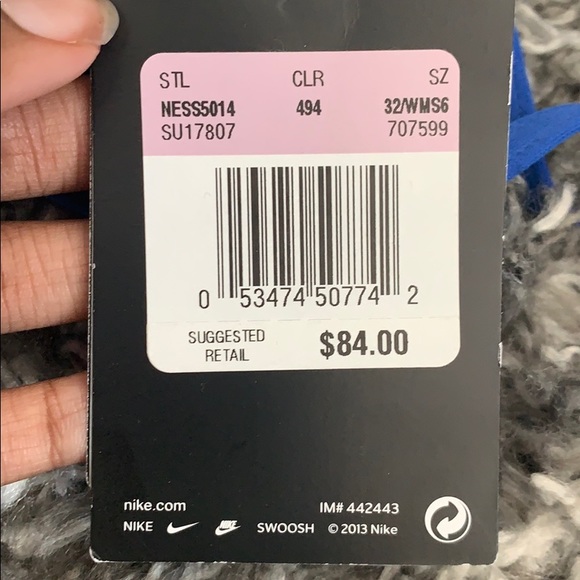 STL CLR SZ
NESS5014 494 32/WMS6
SU17807 707599
0 53474 50774 2
SUGGESTED RETAIL $84.00
nike.com IM# 442443
NIKE SWOOSH © 2013 Nike